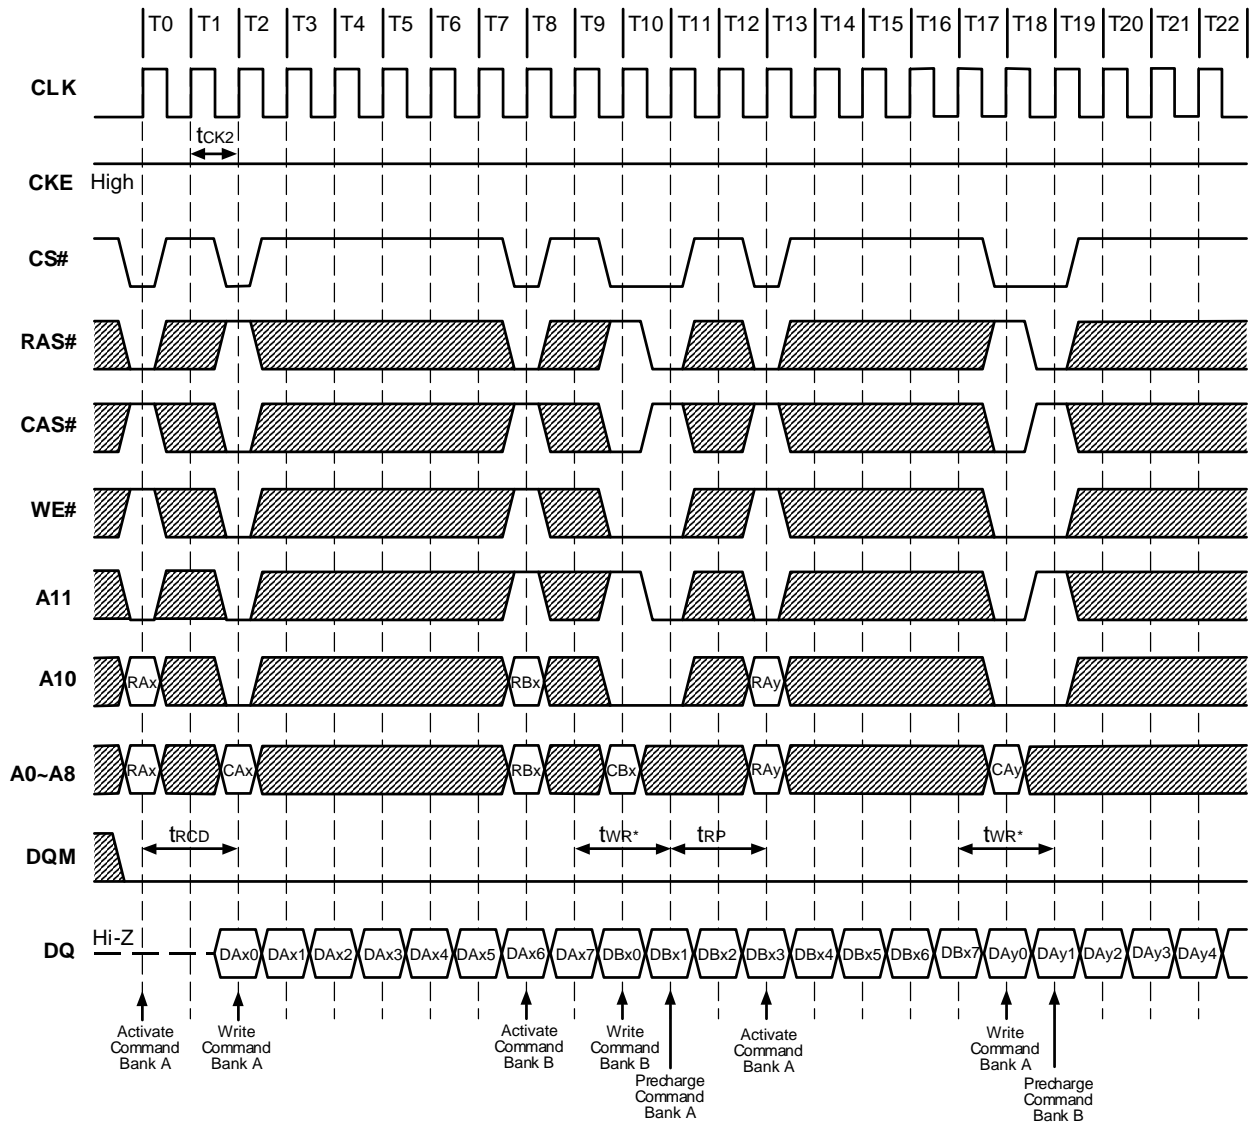 T0 T1 T2 T3 T4 T5 T6 T7 T8 T9 T10 T11 T12 T13 T14 T15 T16 T17 T18 T19 T20 T21 T22
CLK
tCK2
CKE High
CS#
RAS#
CAS#
WE#
A11
A10 RAx RBx RAy
A0~A8 RAx CAx RBx CBx RAy CAy
DQM tRCD tWR* tRP tWR*
DQ Hi-Z DAx0 DAx1 DAx2 DAx3 DAx4 DAx5 DAx6 DAx7 DBx0 DBx1 DBx2 DBx3 DBx4 DBx5 DBx6 DBx7 DAy0 DAy1 DAy2 DAy3 DAy4
Activate
Command
Bank A
Write
Command
Bank A
Activate
Command
Bank B
Write
Command
Bank B
Precharge
Command
Bank A
Activate
Command
Bank A
Write
Command
Bank A
Precharge
Command
Bank B